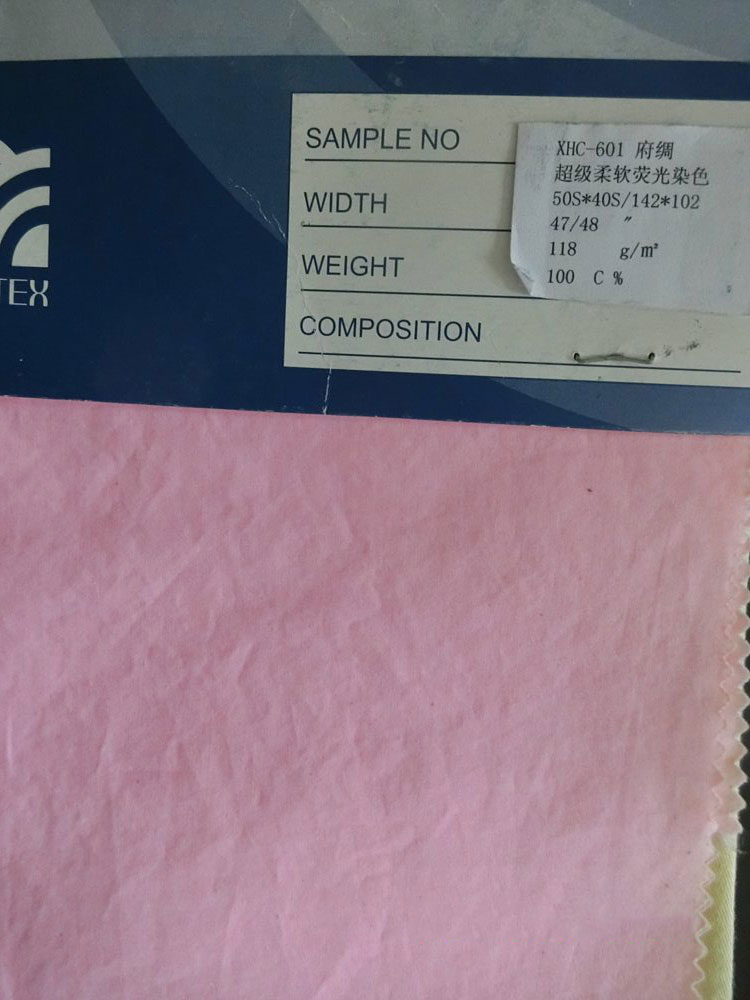 SAMPLE NO
WIDTH
WEIGHT
COMPOSITION
XHC-601 府绸
超级柔软荧光染色
50S*40S/142*102
47/48 ″
118 g/m²
100 C %
TEX